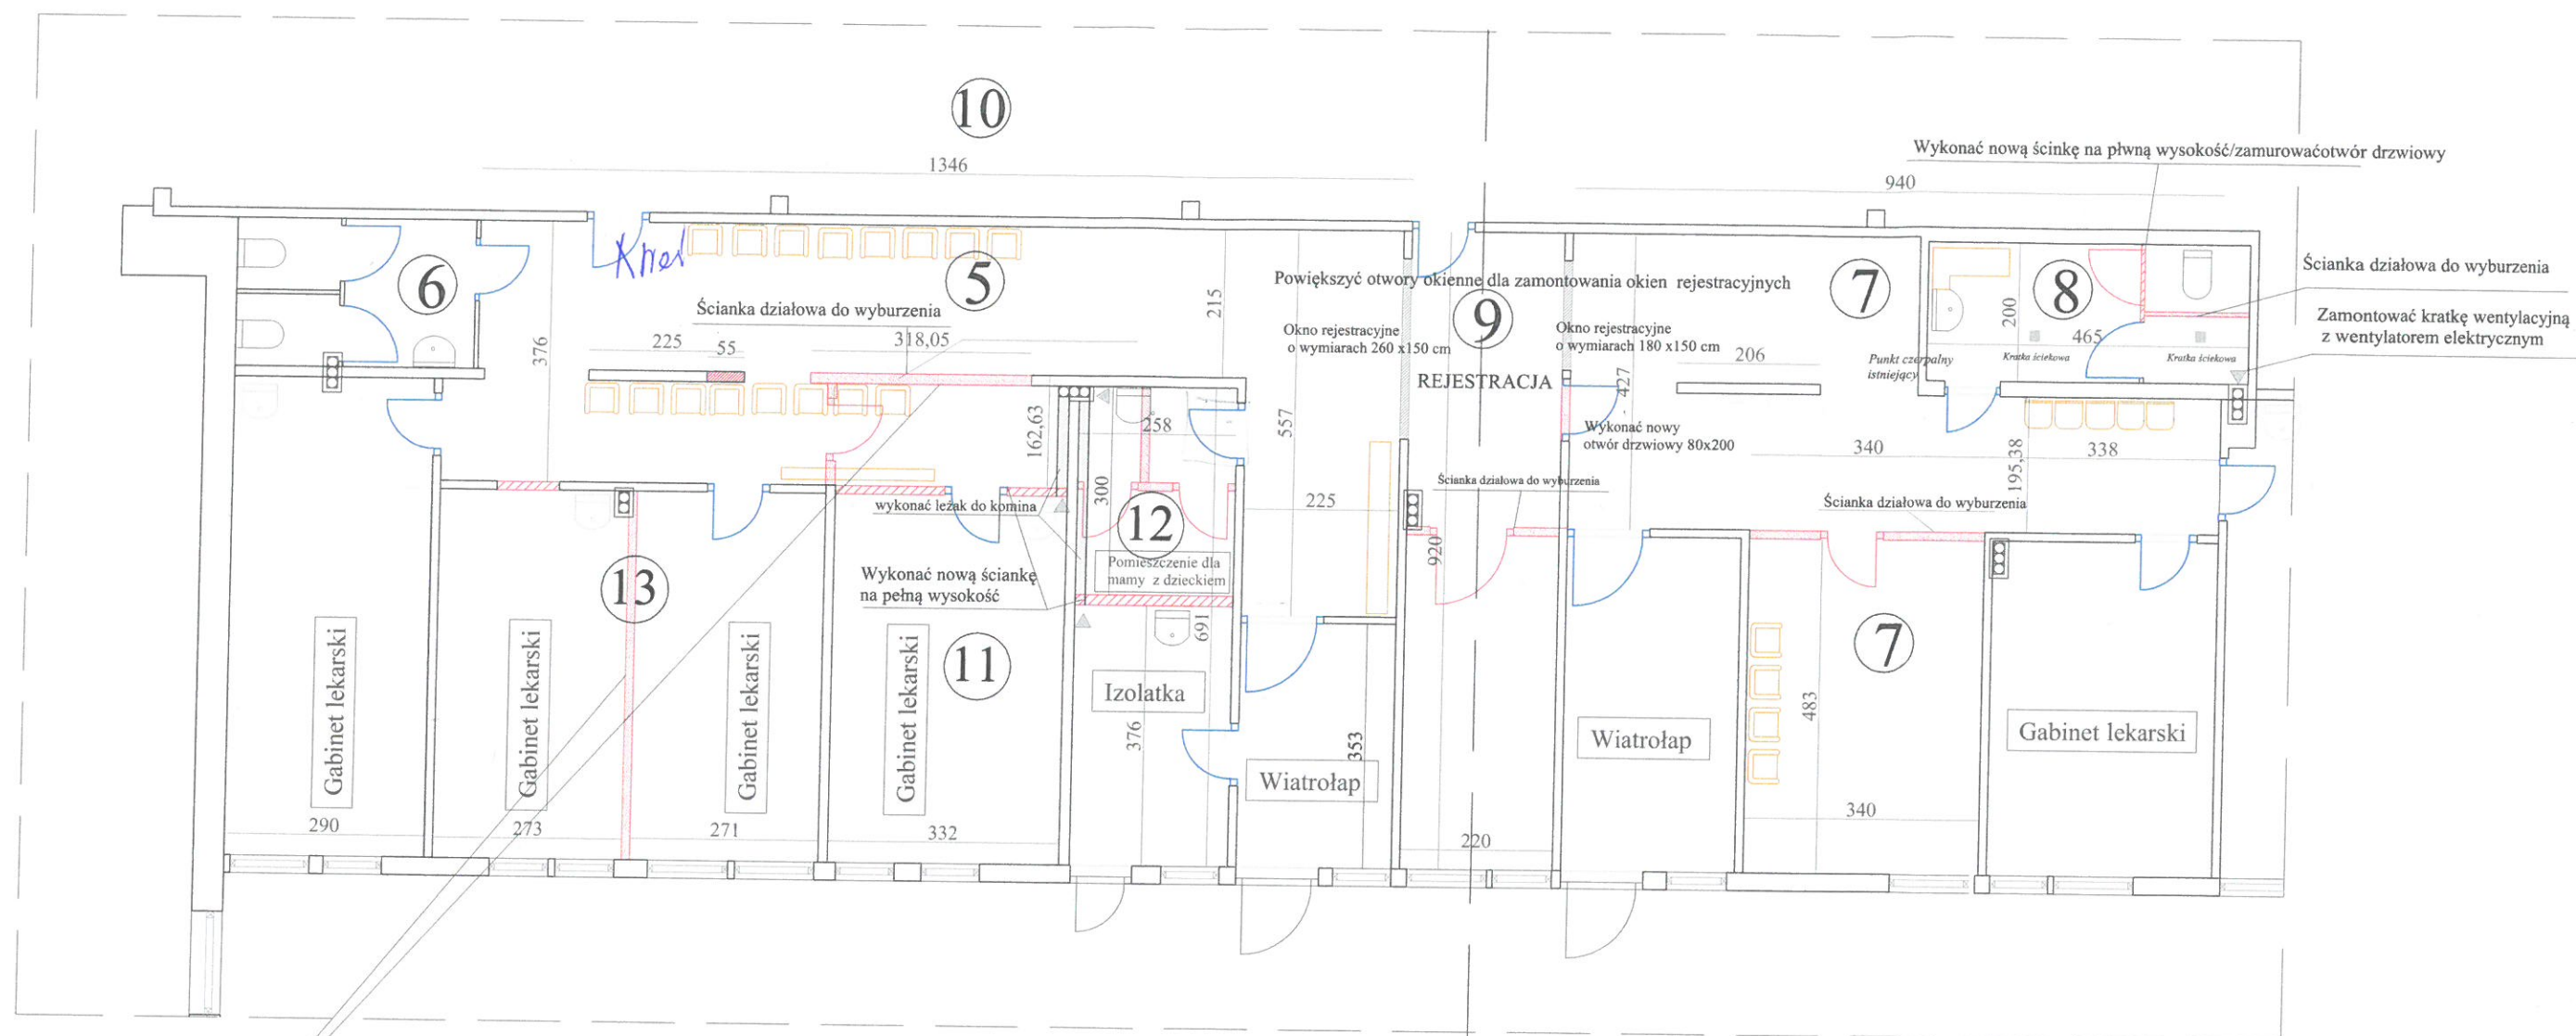 10
1346
940
Wykonać nową ścinkę na płwną wysokość/zamurowaćotwór drzwiowy
6
5
Powiększyć otwory okienne dla zamontowania okien rejestracyjnych
7
8
Ścianka działowa do wyburzenia
Zamontować kratkę wentylacyjną
z wentylatorem elektrycznym
9
Ścianka działowa do wyburzenia
376
225
55
318,05
215
Okno rejestracyjne
o wymiarach 260 x150 cm
REJESTRACJA
Okno rejestracyjne
o wymiarach 180 x150 cm
206
Punkt czerpalny
istniejący
200
465
Kratka ściekowa
Kratka ściekowa
162,63
258
557
427
Wykonać nowy
otwór drzwiowy 80x200
340
195,38
338
wykonać leżak do komina
300
12
225
Ścianka działowa do wyburzenia
Ścianka działowa do wyburzenia
920
13
Wykonać nową ściankę
na pełną wysokość
Pomieszczenie dla
mamy z dzieckiem
691
11
7
Gabinet lekarski
Gabinet lekarski
Gabinet lekarski
Gabinet lekarski
Izolatka
376
353
Wiatrołap
Wiatrołap
483
Gabinet lekarski
290
273
271
332
220
340